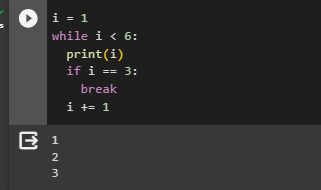 i = 1
while i < 6:
  print(i)
  if i == 3:
    break
  i += 1
1
2
3